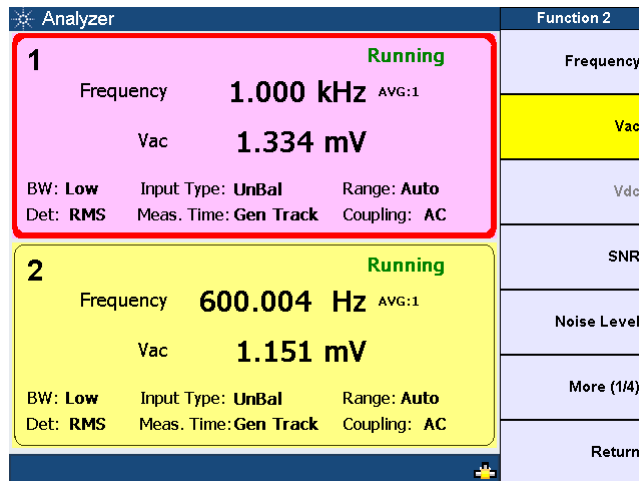 Analyzer
1
Running
Frequency 1.000 kHz AVG:1
Vac 1.334 mV
BW: Low Input Type: UnBal Range: Auto
Det: RMS Meas. Time: Gen Track Coupling: AC
2
Running
Frequency 600.004 Hz AVG:1
Vac 1.151 mV
BW: Low Input Type: UnBal Range: Auto
Det: RMS Meas. Time: Gen Track Coupling: AC
Function 2
Frequency
Vac
Vdc
SNR
Noise Level
More (1/4)
Return